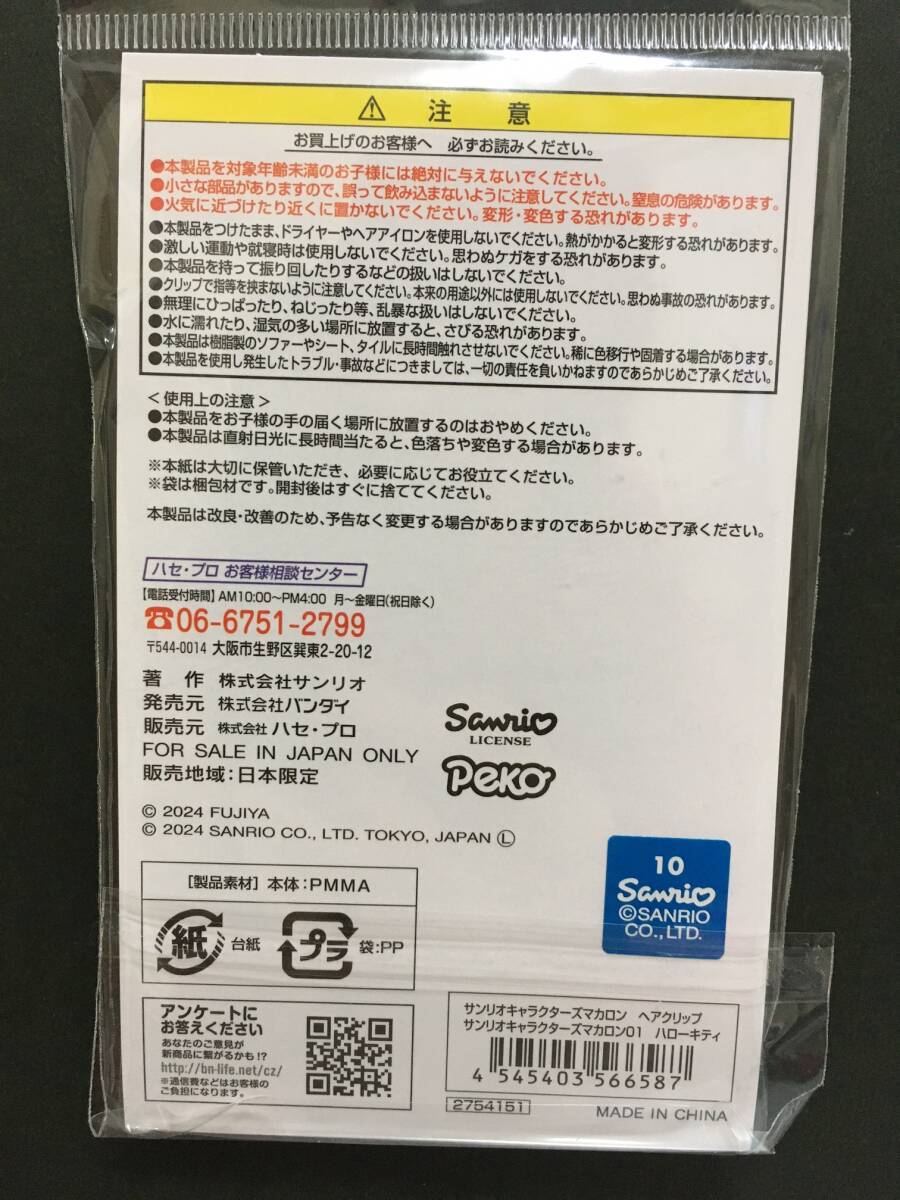 ⚠ 注意
お買上げのお客様へ 必ずお読みください。
●本製品を対象年齢未満のお子様には絶対に与えないでください。
●小さな部品がありますので、誤って飲み込まないように注意してください。窒息の危険があります。
●火気に近づけたり近くに置かないでください。変形・変色する恐れがあります。
●本製品をつけたまま、ドライヤーやヘアアイロンを使用しないでください。熱がかかると変形する恐れがあります。
●激しい運動や就寝時は使用しないでください。思わぬケガをする恐れがあります。
●本製品を持って振り回したりするなどの扱いはしないでください。
●クリップで指等を挟まないように注意してください。本来の用途以外には使用しないでください。思わぬ事故の恐れがあります。
●無理にひっぱったり、ねじったり等、乱暴な扱いはしないでください。
●水に濡れたり、湿気の多い場所に放置すると、さびる恐れがあります。
●本製品は樹脂製のソファーやシート、タイルに長時間触れさせないでください。稀に色移行や固着する場合があります。
●本製品を使用し発生したトラブル・事故などにつきましては、一切の責任を負いかねますのであらかじめご了承ください。
＜使用上の注意＞
●本製品をお子様の手の届く場所に放置するのはおやめください。
●本製品は直射日光に長時間当たると、色落ちや変色する場合があります。
※本紙は大切に保管いただき、必要に応じてお役立てください。
※袋は梱包材です。開封後はすぐに捨ててください。
本製品は改良・改善のため、予告なく変更する場合がありますのであらかじめご了承ください。
ハセ・プロ お客様相談センター
【電話受付時間】AM10:00〜PM4:00 月〜金曜日(祝日除く)
☎06-6751-2799
〒544-0014 大阪市生野区巽東2-20-12
著 作 株式会社サンリオ
発売元 株式会社バンダイ
販売元 株式会社 ハセ・プロ
FOR SALE IN JAPAN ONLY
販売地域：日本限定
Sanrio
LICENSE
Peko
© 2024 FUJIYA
© 2024 SANRIO CO., LTD. TOKYO, JAPAN Ⓛ
10
Sanrio
©SANRIO
CO.,LTD.
［製品素材］本体：PMMA
紙 台紙
プラ 袋：PP
アンケートに
お答えください
あなたのご意見が
新商品に繋がるかも!?
http://bn-life.net/cz/
※通信費などはお客様の
ご負担になります。
サンリオキャラクターズマカロン ヘアクリップ
サンリオキャラクターズマカロン01 ハローキティ
4 545403 566587
2754151
MADE IN CHINA